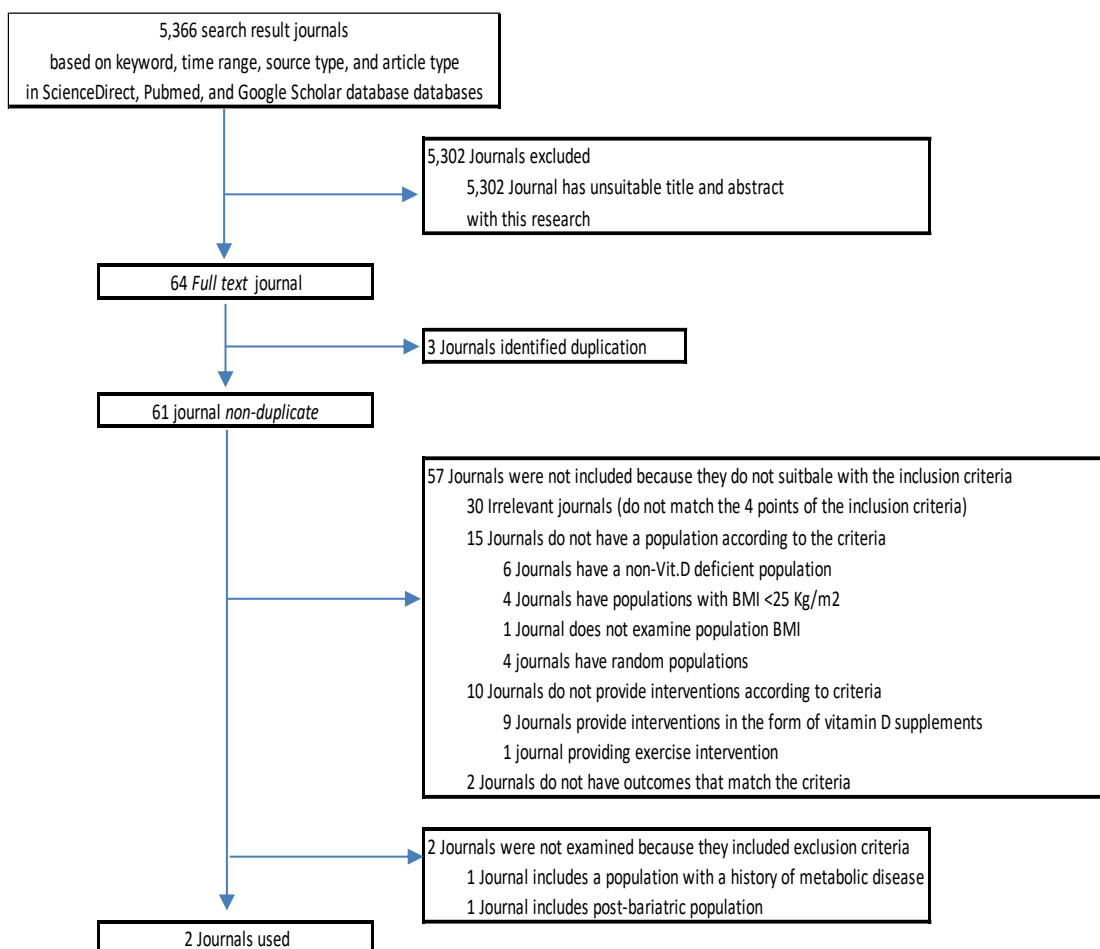 5,366 search result journals
based on keyword, time range, source type, and article type
in ScienceDirect, Pubmed, and Google Scholar database databases
5,302 Journals excluded
5,302 Journal has unsuitable title and abstract
with this research
64 Full text journal
3 Journals identified duplication
61 journal non-duplicate
57 Journals were not included because they do not suitbale with the inclusion criteria
30 Irrelevant journals (do not match the 4 points of the inclusion criteria)
15 Journals do not have a population according to the criteria
6 Journals have a non-Vit.D deficient population
4 Journals have populations with BMI <25 Kg/m2
1 Journal does not examine population BMI
4 journals have random populations
10 Journals do not provide interventions according to criteria
9 Journals provide interventions in the form of vitamin D supplements
1 journal providing exercise intervention
2 Journals do not have outcomes that match the criteria
2 Journals were not examined because they included exclusion criteria
1 Journal includes a population with a history of metabolic disease
1 Journal includes post-bariatric population
2 Journals used